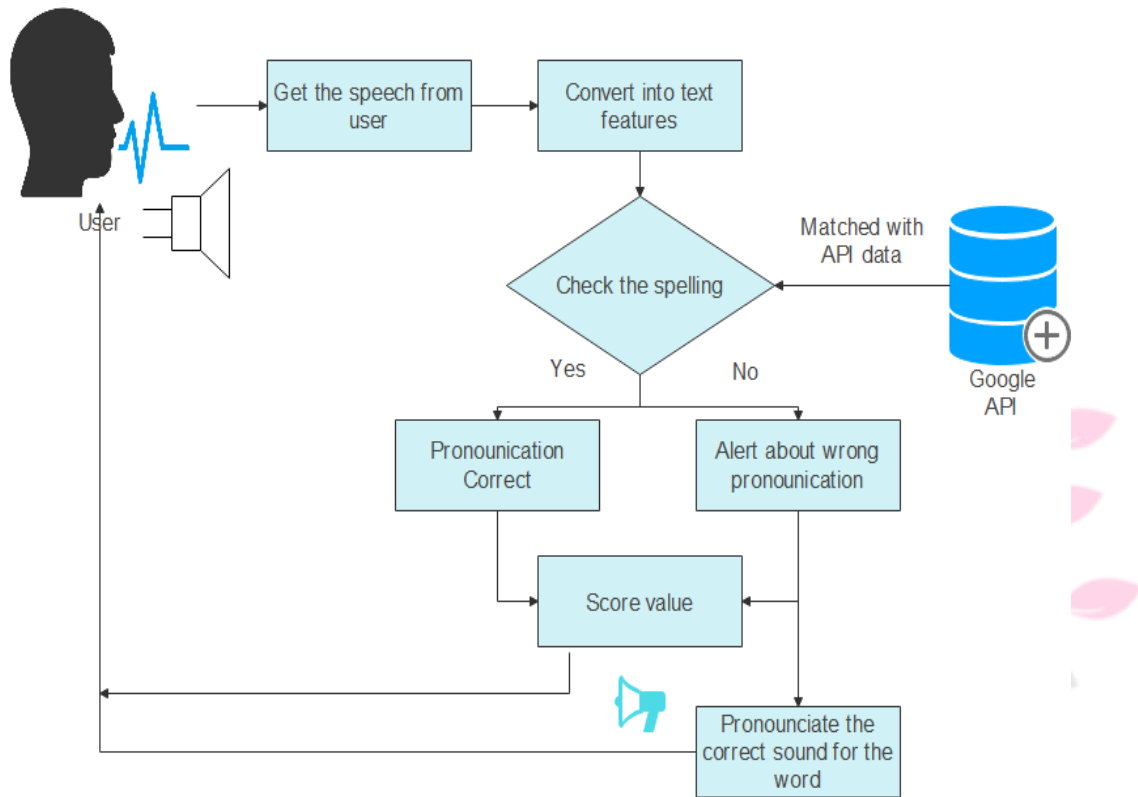 Get the speech from
user
Convert into text
features
User
Matched with
API data
Check the spelling
Google
API
Yes
No
Pronounication
Correct
Alert about wrong
pronounication
Score value
Pronounciate the
correct sound for the
word